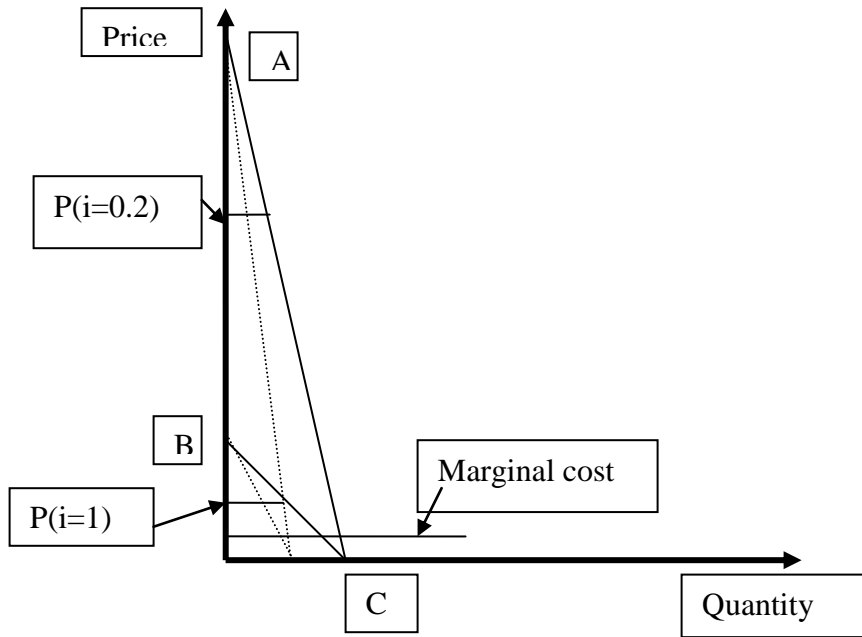 Price
A
P(i=0.2)
B
Marginal cost
P(i=1)
C
Quantity